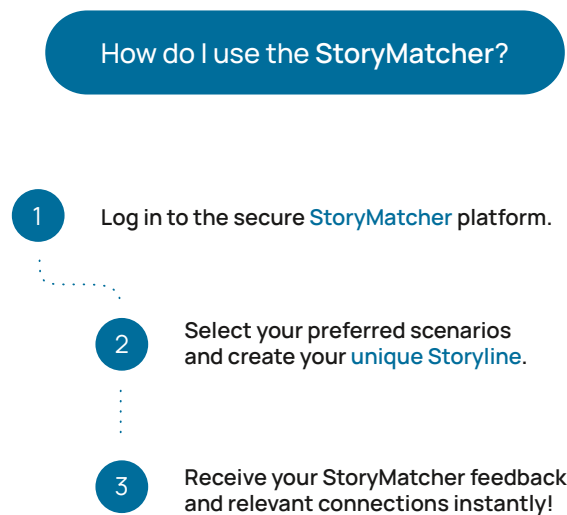 How do I use the StoryMatcher?
1
Log in to the secure StoryMatcher platform.
2
Select your preferred scenarios
and create your unique Storyline.
3
Receive your StoryMatcher feedback
and relevant connections instantly!